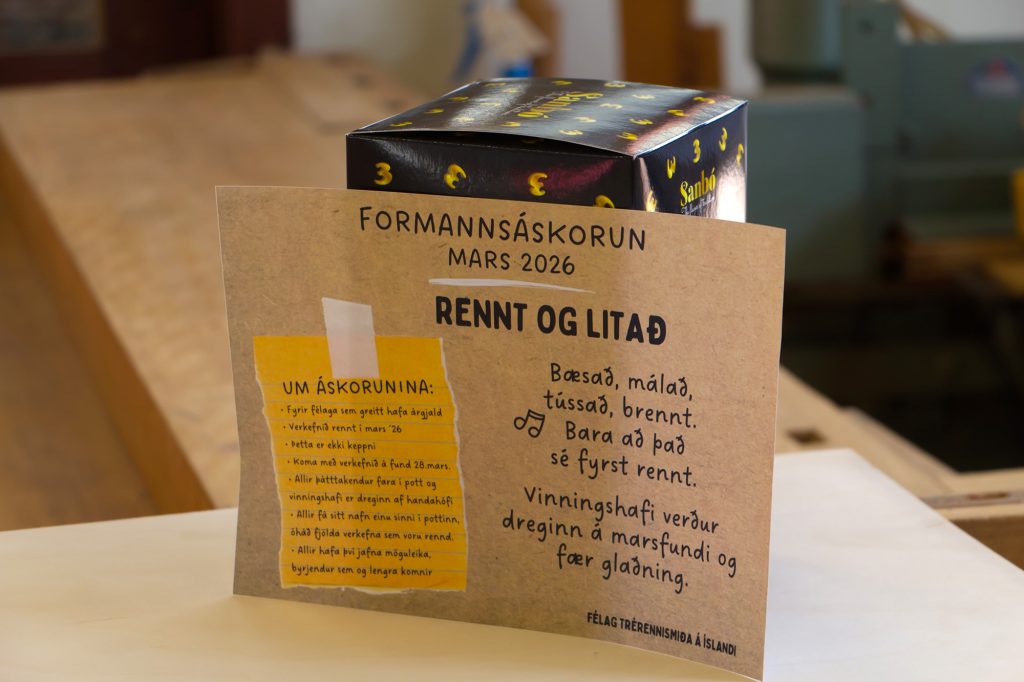 Sanbó
Sanbó
FORMANNSÁSKORUN
MARS 2026
RENNT OG LITAÐ
UM ÁSKORUNINA:
• Fyrir félaga sem greitt hafa árgjald
• Verkefnið rennt í mars ´26
• Þetta er ekki keppni
• Koma með verkefnið á fund 28.mars.
• Allir þátttakendur fara í pott og
vinningshafi er dreginn af handahófi
• Allir fá sitt nafn einu sinni í pottinn,
óháð fjölda verkefna sem voru rennd.
• Allir hafa því jafna möguleika,
byrjendur sem og lengra komnir
Bæsað, málað,
tússað, brennt.
Bara að það
sé fyrst rennt.
Vinningshafi verður
dreginn á marsfundi og
fær glaðning.
FÉLAG TRÉRENNISMIÐA Á ÍSLANDI